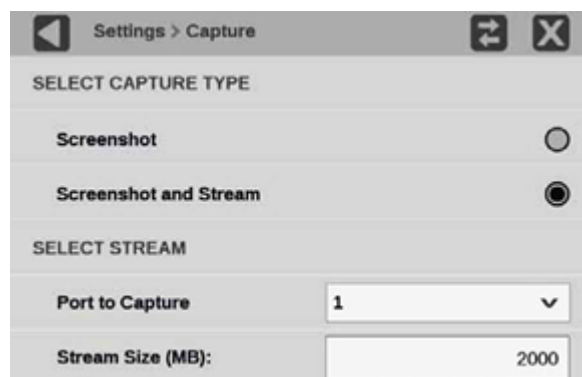 Settings > Capture
SELECT CAPTURE TYPE
Screenshot
Screenshot and Stream
SELECT STREAM
Port to Capture 1
Stream Size (MB): 2000